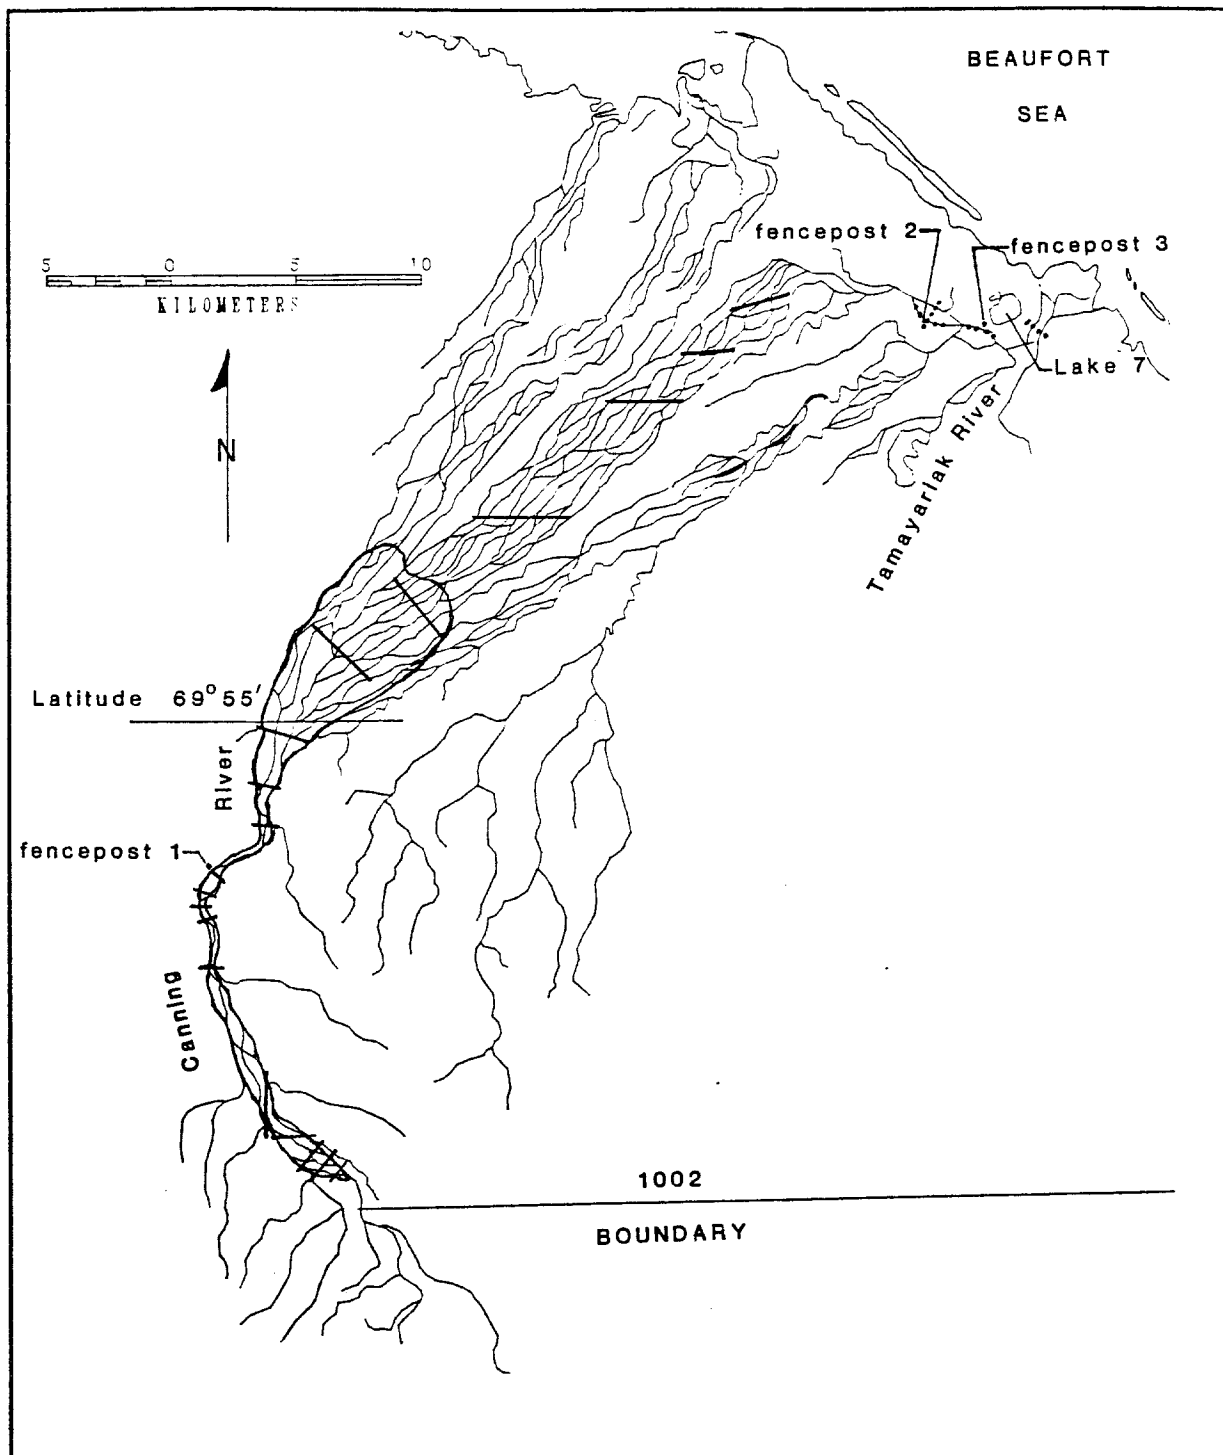 BEAUFORT
SEA
fencepost 2
fencepost 3
5 0 5 10
KILOMETERS
Lake 7
N
Tamayariak River
Latitude 69° 55'
River
fencepost 1
Canning
1002
BOUNDARY